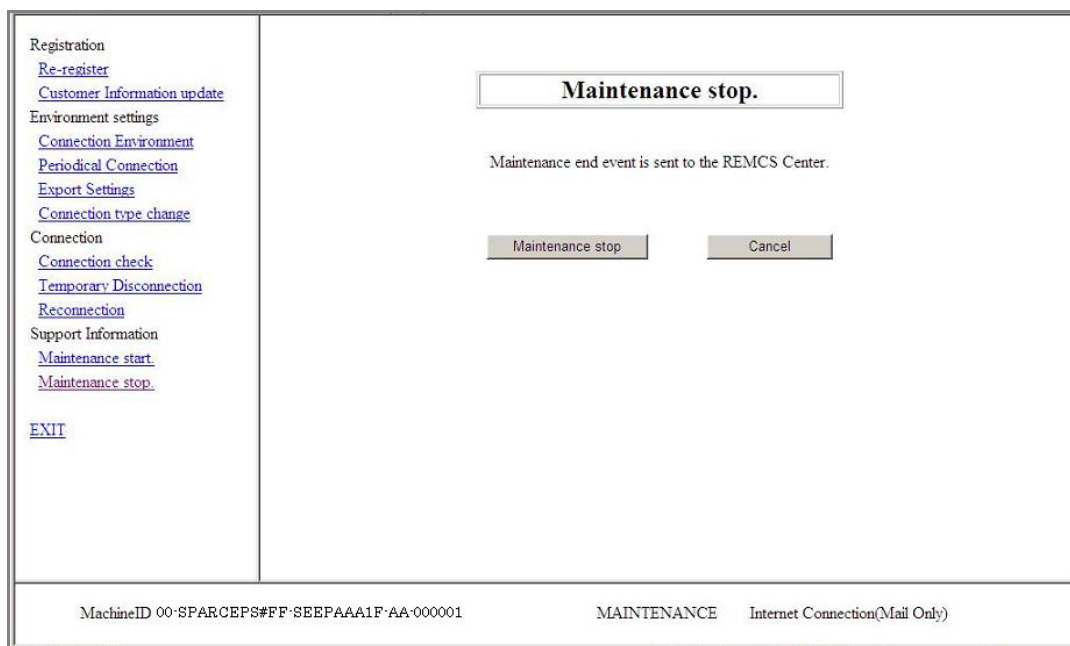 Registration
Re-register
Customer Information update
Environment settings
Connection Environment
Periodical Connection
Export Settings
Connection type change
Connection
Connection check
Temporary Disconnection
Reconnection
Support Information
Maintenance start.
Maintenance stop.
EXIT
Maintenance stop.
Maintenance end event is sent to the REMCS Center.
Maintenance stop Cancel
MachineID 00-SPARCEPS#FF-SEEPAAA1F-AA-000001 MAINTENANCE Internet Connection(Mail Only)